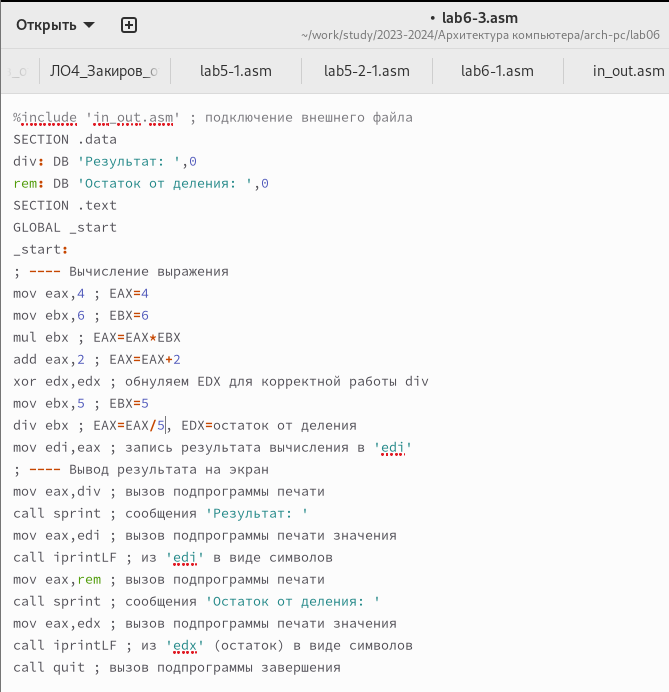 Открыть
• lab6-3.asm
~/work/study/2023-2024/Архитектура компьютера/arch-pc/lab06
ЛО4_Закиров_о lab5-1.asm lab5-2-1.asm lab6-1.asm in_out.asm
%include 'in_out.asm' ; подключение внешнего файла
SECTION .data
div: DB 'Результат: ',0
rem: DB 'Остаток от деления: ',0
SECTION .text
GLOBAL _start
_start:
; ---- Вычисление выражения
mov eax,4 ; EAX=4
mov ebx,6 ; EBX=6
mul ebx ; EAX=EAX*EBX
add eax,2 ; EAX=EAX+2
xor edx,edx ; обнуляем EDX для корректной работы div
mov ebx,5 ; EBX=5
div ebx ; EAX=EAX/5, EDX=остаток от деления
mov edi,eax ; запись результата вычисления в 'edi'
; ---- Вывод результата на экран
mov eax,div ; вызов подпрограммы печати
call sprint ; сообщения 'Результат: '
mov eax,edi ; вызов подпрограммы печати значения
call iprintLF ; из 'edi' в виде символов
mov eax,rem ; вызов подпрограммы печати
call sprint ; сообщения 'Остаток от деления: '
mov eax,edx ; вызов подпрограммы печати значения
call iprintLF ; из 'edx' (остаток) в виде символов
call quit ; вызов подпрограммы завершения